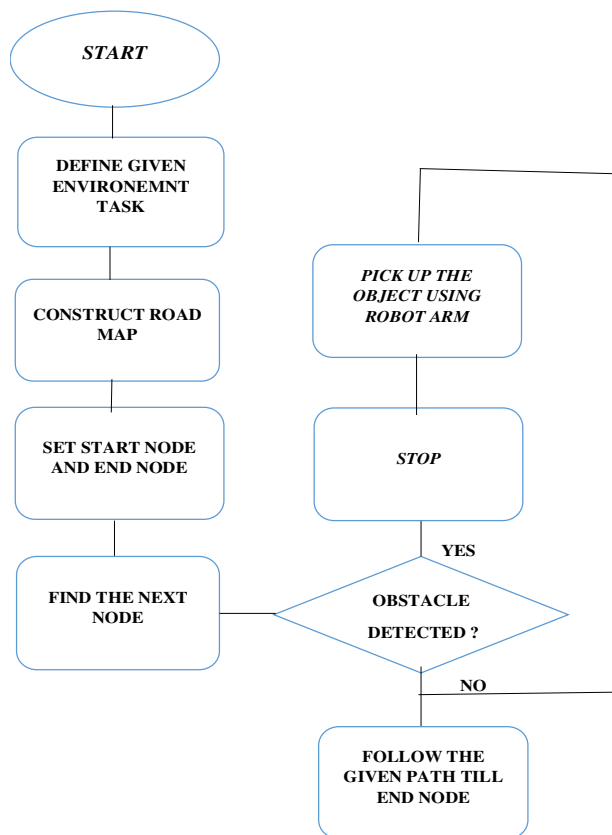 START
DEFINE GIVEN
ENVIRONEMNT
TASK
CONSTRUCT ROAD
MAP
SET START NODE
AND END NODE
FIND THE NEXT
NODE
PICK UP THE
OBJECT USING
ROBOT ARM
STOP
YES
OBSTACLE
DETECTED ?
NO
FOLLOW THE
GIVEN PATH TILL
END NODE